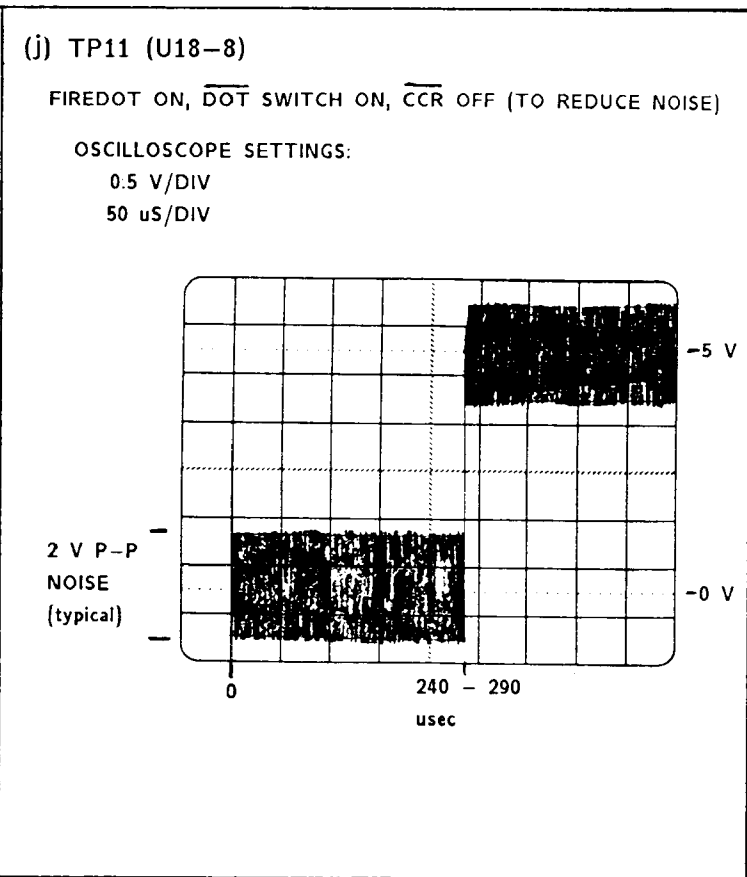 (j) TP11 (U18–8)
FIREDOT ON, DOT SWITCH ON, CCR OFF (TO REDUCE NOISE)
OSCILLOSCOPE SETTINGS:
0.5 V/DIV
50 uS/DIV
–5 V
2 V P–P
NOISE
(typical)
–0 V
0
240 – 290
usec